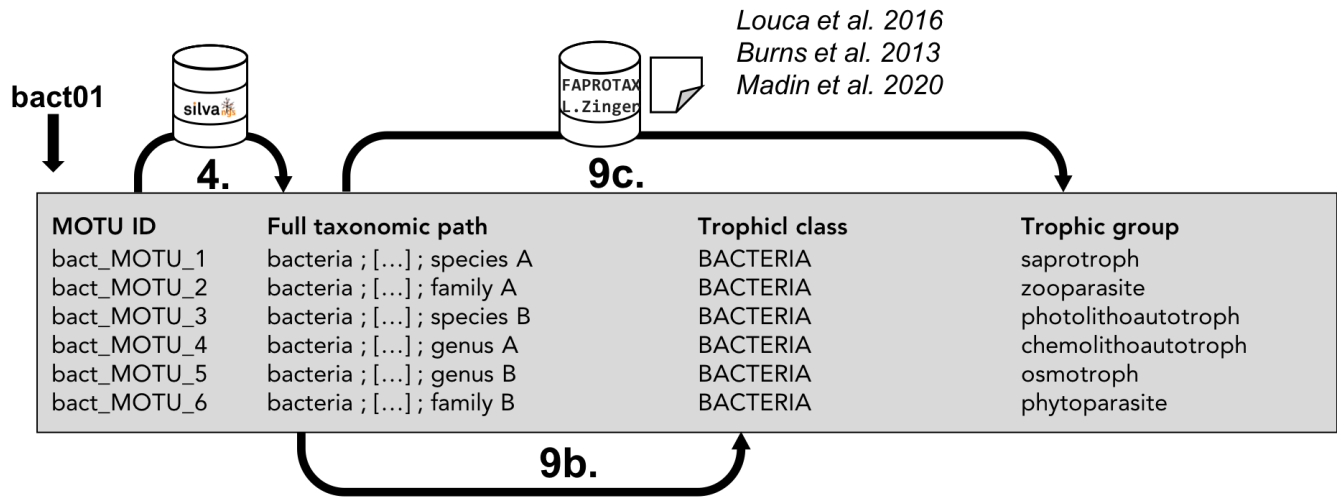 Louca et al. 2016
Burns et al. 2013
Madin et al. 2020
bact01
silva
ngs
FAPROTAX
L.Zinger
4.
9c.
MOTU ID Full taxonomic path Trophicl class Trophic group
bact_MOTU_1 bacteria ; [...] ; species A BACTERIA saprotroph
bact_MOTU_2 bacteria ; [...] ; family A BACTERIA zooparasite
bact_MOTU_3 bacteria ; [...] ; species B BACTERIA photolithoautotroph
bact_MOTU_4 bacteria ; [...] ; genus A BACTERIA chemolithoautotroph
bact_MOTU_5 bacteria ; [...] ; genus B BACTERIA osmotroph
bact_MOTU_6 bacteria ; [...] ; family B BACTERIA phytoparasite
9b.